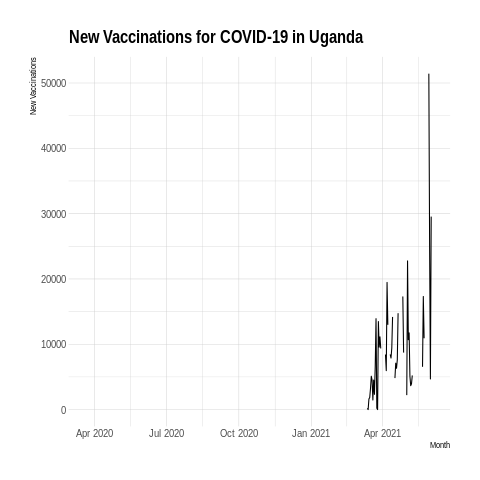 New Vaccinations for COVID-19 in Uganda
New Vaccinations
50000
40000
30000
20000
10000
0
Apr 2020 Jul 2020 Oct 2020 Jan 2021 Apr 2021
Month